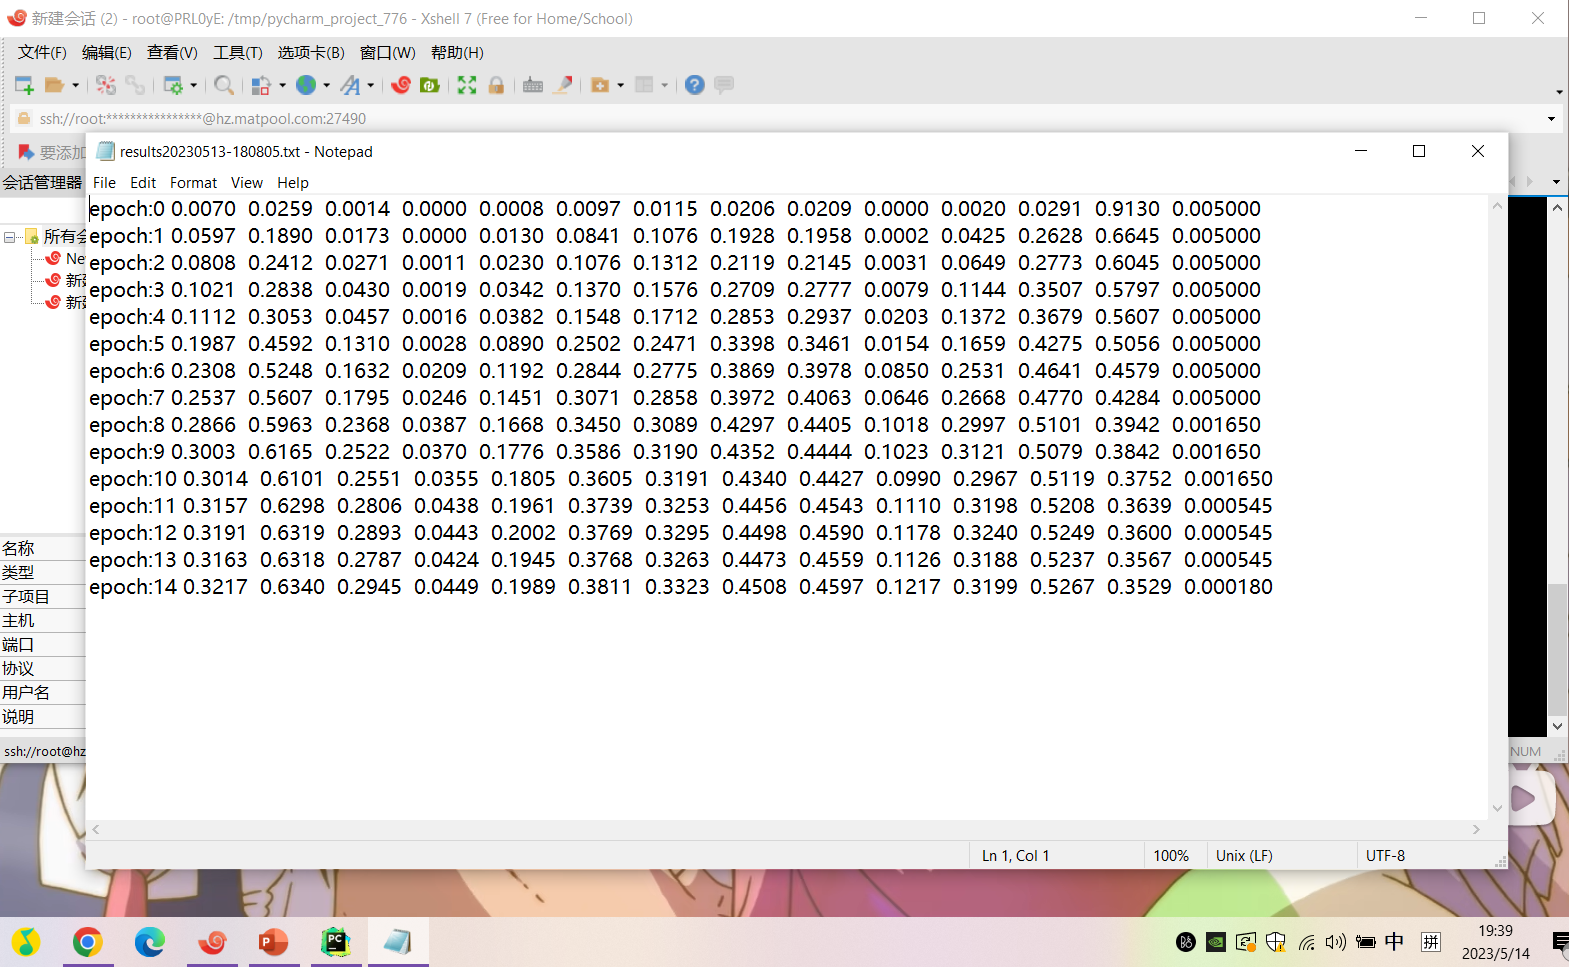 新建会话 (2) - root@PRL0yE: /tmp/pycharm_project_776 - Xshell 7 (Free for Home/School)
文件(F) 编辑(E) 查看(V) 工具(T) 选项卡(B) 窗口(W) 帮助(H)
ssh://root:****************@hz.matpool.com:27490
要添加
会话管理器
所有会
Ne
新建
新建
名称
类型
子项目
主机
端口
协议
用户名
说明
ssh://root@hz
NUM
results20230513-180805.txt - Notepad
File Edit Format View Help
epoch:0 0.0070 0.0259 0.0014 0.0000 0.0008 0.0097 0.0115 0.0206 0.0209 0.0000 0.0020 0.0291 0.9130 0.005000
epoch:1 0.0597 0.1890 0.0173 0.0000 0.0130 0.0841 0.1076 0.1928 0.1958 0.0002 0.0425 0.2628 0.6645 0.005000
epoch:2 0.0808 0.2412 0.0271 0.0011 0.0230 0.1076 0.1312 0.2119 0.2145 0.0031 0.0649 0.2773 0.6045 0.005000
epoch:3 0.1021 0.2838 0.0430 0.0019 0.0342 0.1370 0.1576 0.2709 0.2777 0.0079 0.1144 0.3507 0.5797 0.005000
epoch:4 0.1112 0.3053 0.0457 0.0016 0.0382 0.1548 0.1712 0.2853 0.2937 0.0203 0.1372 0.3679 0.5607 0.005000
epoch:5 0.1987 0.4592 0.1310 0.0028 0.0890 0.2502 0.2471 0.3398 0.3461 0.0154 0.1659 0.4275 0.5056 0.005000
epoch:6 0.2308 0.5248 0.1632 0.0209 0.1192 0.2844 0.2775 0.3869 0.3978 0.0850 0.2531 0.4641 0.4579 0.005000
epoch:7 0.2537 0.5607 0.1795 0.0246 0.1451 0.3071 0.2858 0.3972 0.4063 0.0646 0.2668 0.4770 0.4284 0.005000
epoch:8 0.2866 0.5963 0.2368 0.0387 0.1668 0.3450 0.3089 0.4297 0.4405 0.1018 0.2997 0.5101 0.3942 0.001650
epoch:9 0.3003 0.6165 0.2522 0.0370 0.1776 0.3586 0.3190 0.4352 0.4444 0.1023 0.3121 0.5079 0.3842 0.001650
epoch:10 0.3014 0.6101 0.2551 0.0355 0.1805 0.3605 0.3191 0.4340 0.4427 0.0990 0.2967 0.5119 0.3752 0.001650
epoch:11 0.3157 0.6298 0.2806 0.0438 0.1961 0.3739 0.3253 0.4456 0.4543 0.1110 0.3198 0.5208 0.3639 0.000545
epoch:12 0.3191 0.6319 0.2893 0.0443 0.2002 0.3769 0.3295 0.4498 0.4590 0.1178 0.3240 0.5249 0.3600 0.000545
epoch:13 0.3163 0.6318 0.2787 0.0424 0.1945 0.3768 0.3263 0.4473 0.4559 0.1126 0.3188 0.5237 0.3567 0.000545
epoch:14 0.3217 0.6340 0.2945 0.0449 0.1989 0.3811 0.3323 0.4508 0.4597 0.1217 0.3199 0.5267 0.3529 0.000180
Ln 1, Col 1 100% Unix (LF) UTF-8
中 拼
19:39
2023/5/14